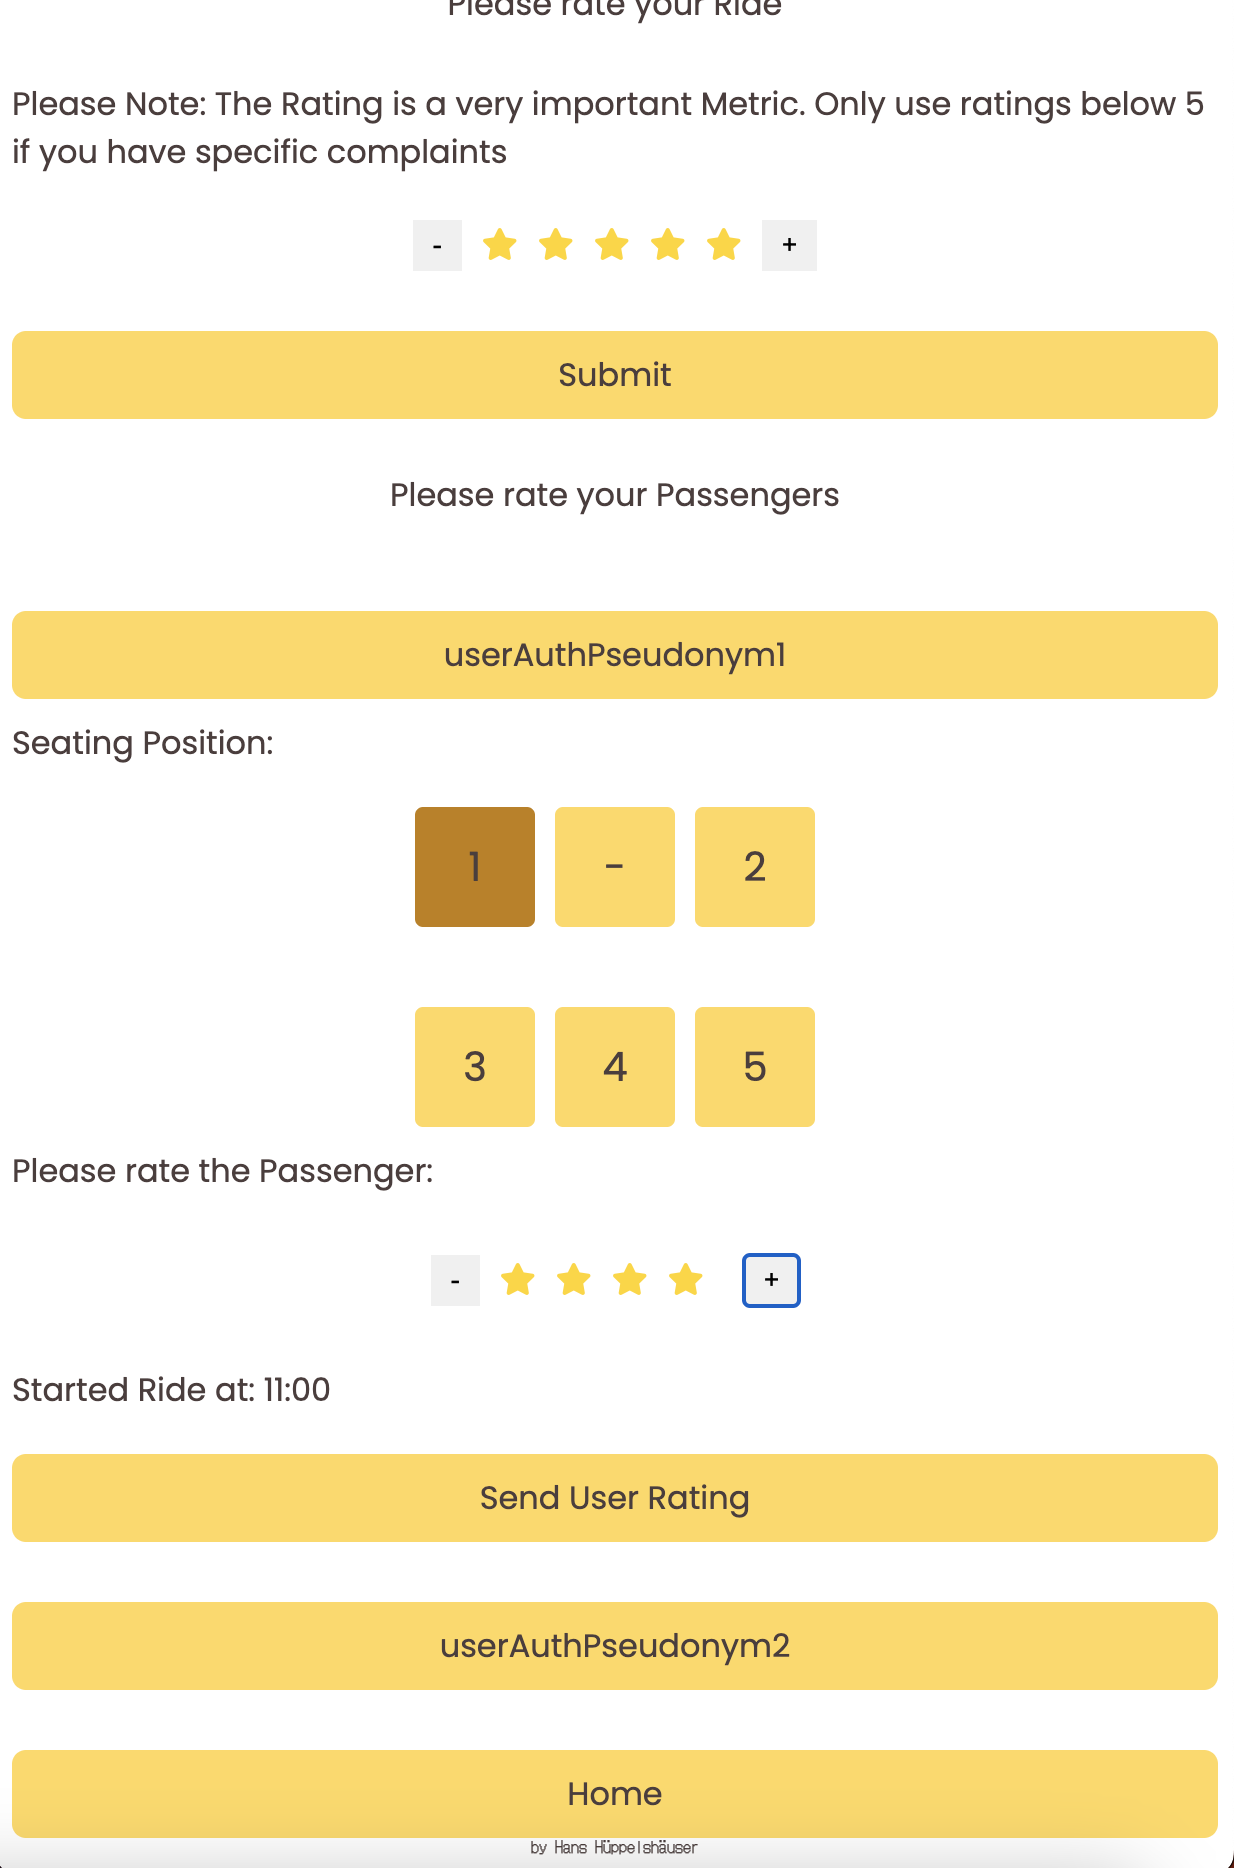 Please rate your Ride
Please Note: The Rating is a very important Metric. Only use ratings below 5
if you have specific complaints
- +
Submit
Please rate your Passengers
userAuthPseudonym1
Seating Position:
1 - 2
3 4 5
Please rate the Passenger:
- +
Started Ride at: 11:00
Send User Rating
userAuthPseudonym2
Home
by Hans Hüppelshäuser